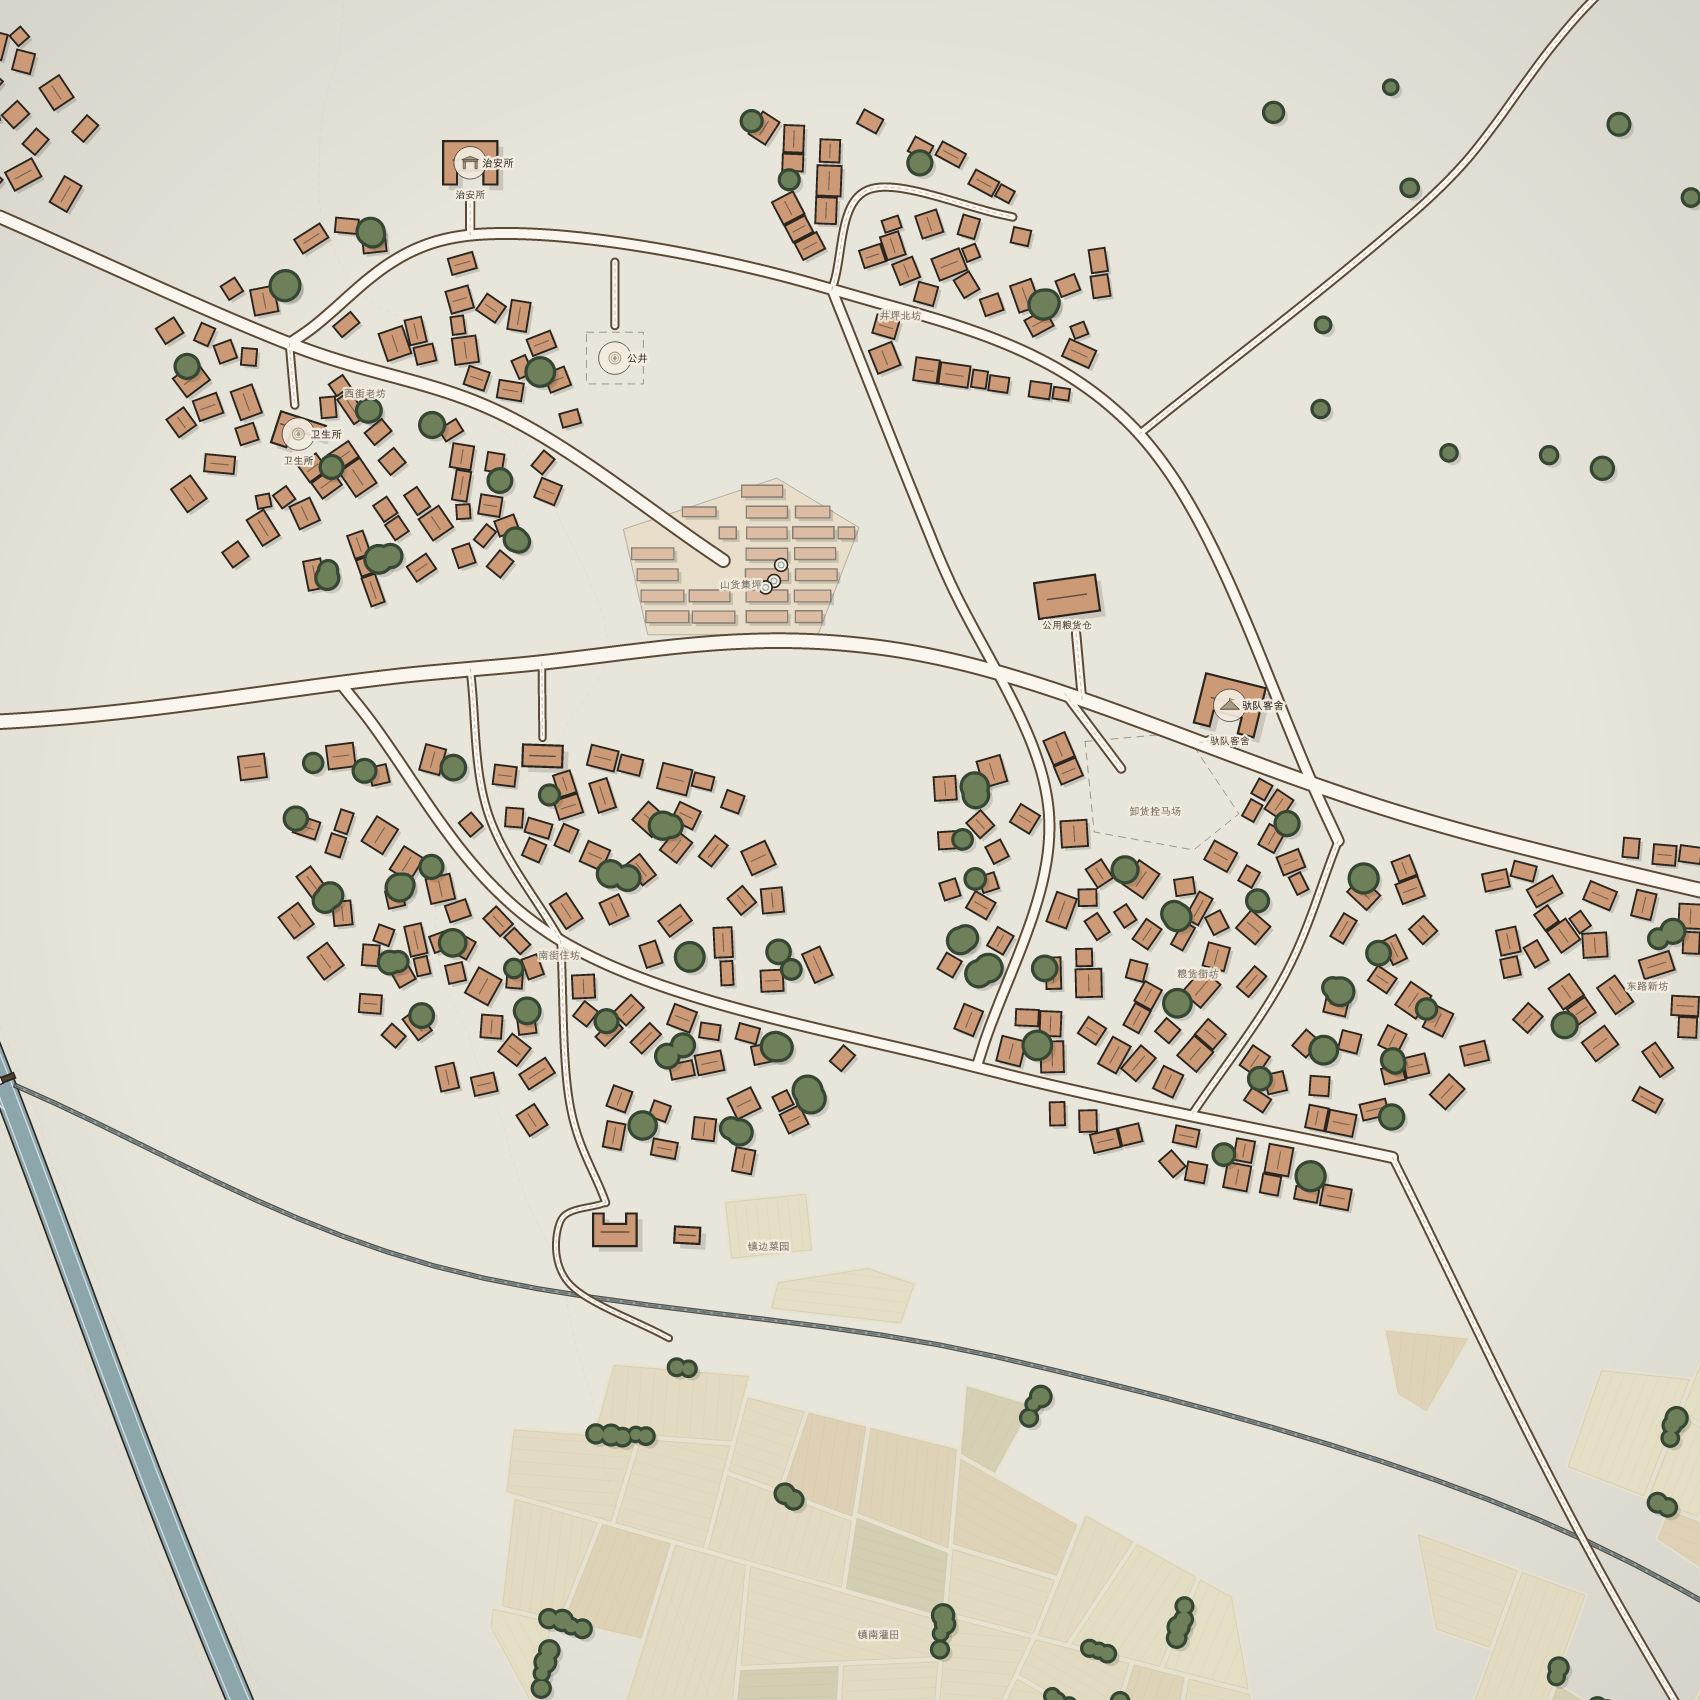 治安所
治安所
井坪北坊
公井
西街老坊
卫生所
卫生所
山货集坪
公用粮货仓
驮队客舍
驮队客舍
卸货拴马场
南街住坊
粮货街坊
东路新坊
镇边菜园
镇南灌田